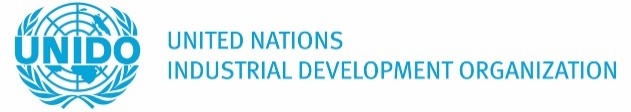 UNIDO
UNITED NATIONS
INDUSTRIAL DEVELOPMENT ORGANIZATION